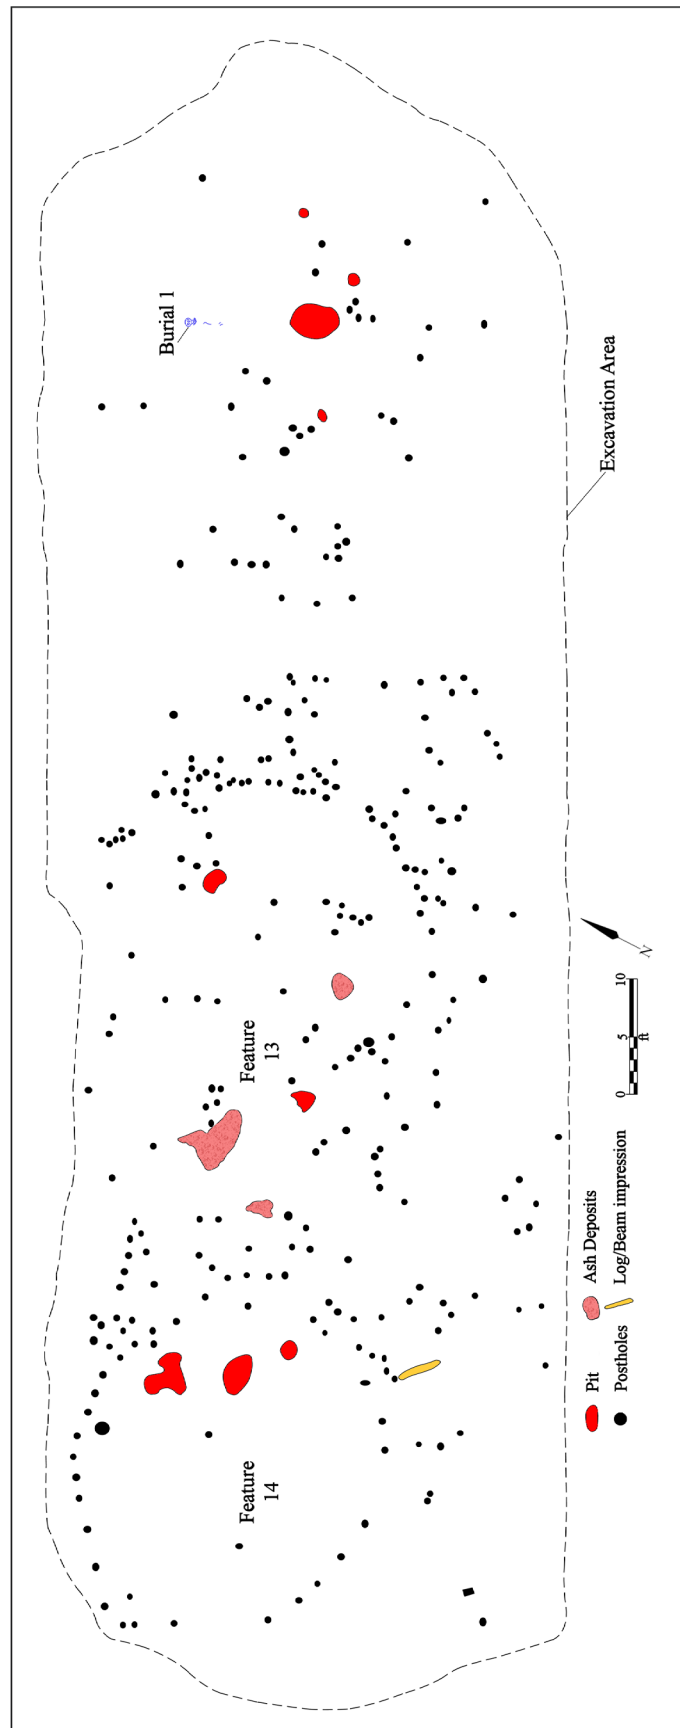 Burial 1
Excavation Area
Feature
13
N
0
5
10
ft
Feature
14
Pit
Ash Deposits
Postholes
Log/Beam impression